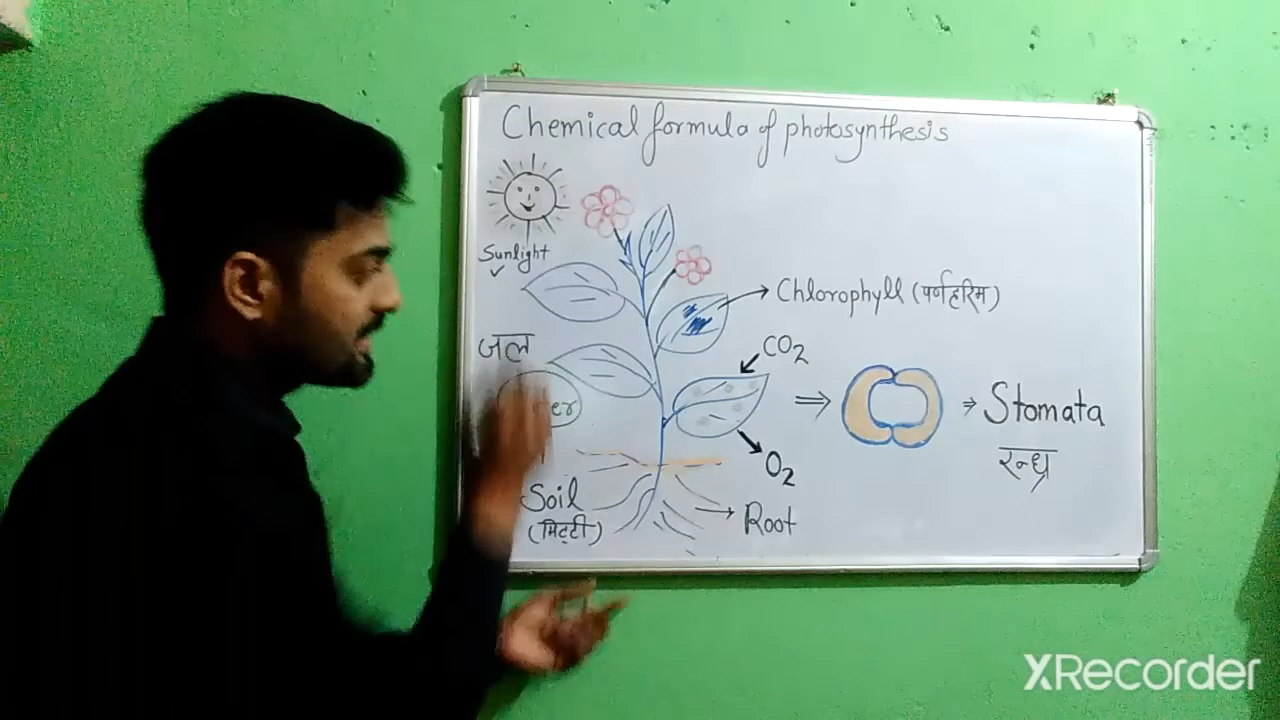 Chemical formula of photosynthesis
Sunlight
Chlorophyll (पर्णहरिम)
जल
CO2
Stomata
रन्ध्र
O2
Soil
(मिट्टी)
Root
XRecorder